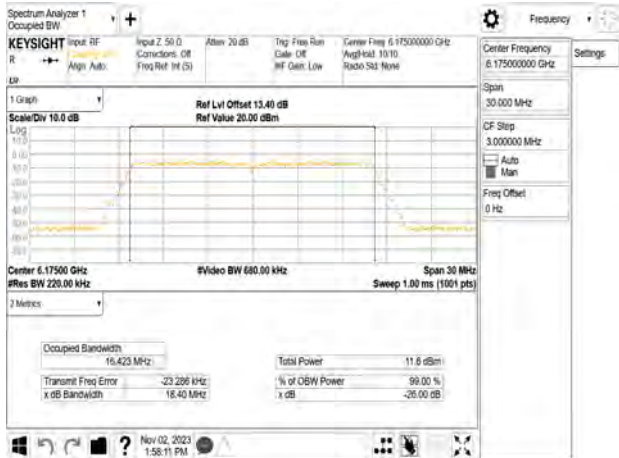 Spectrum Analyzer 1
Occupied BW
Frequency
KEYSIGHT
R
Input: RF
Align: Auto
Input Z: 50 Ω
Corrections: Off
Freq Ref: Int (S)
Atten: 20 dB
Trig: Free Run
Gate: Off
#IF Gain: Low
Center Freq: 6.175000000 GHz
Avg|Hold: 10/10
Radio Std: None
Center Frequency
6.175000000 GHz
Settings
Span
30.000 MHz
CF Step
3.000000 MHz
Auto
Man
Freq Offset
0 Hz
1 Graph
Scale/Div 10.0 dB
Ref Lvl Offset 13.40 dB
Ref Value 20.00 dBm
Log
Center 6.17500 GHz
#Res BW 220.00 kHz
#Video BW 680.00 kHz
Span 30 MHz
Sweep 1.00 ms (1001 pts)
2 Metrics
Occupied Bandwidth
16.423 MHz
Total Power
11.6 dBm
Transmit Freq Error
-23.286 kHz
% of OBW Power
99.00 %
x dB Bandwidth
18.40 MHz
x dB
-26.00 dB
Nov 02, 2023
1:58:11 PM